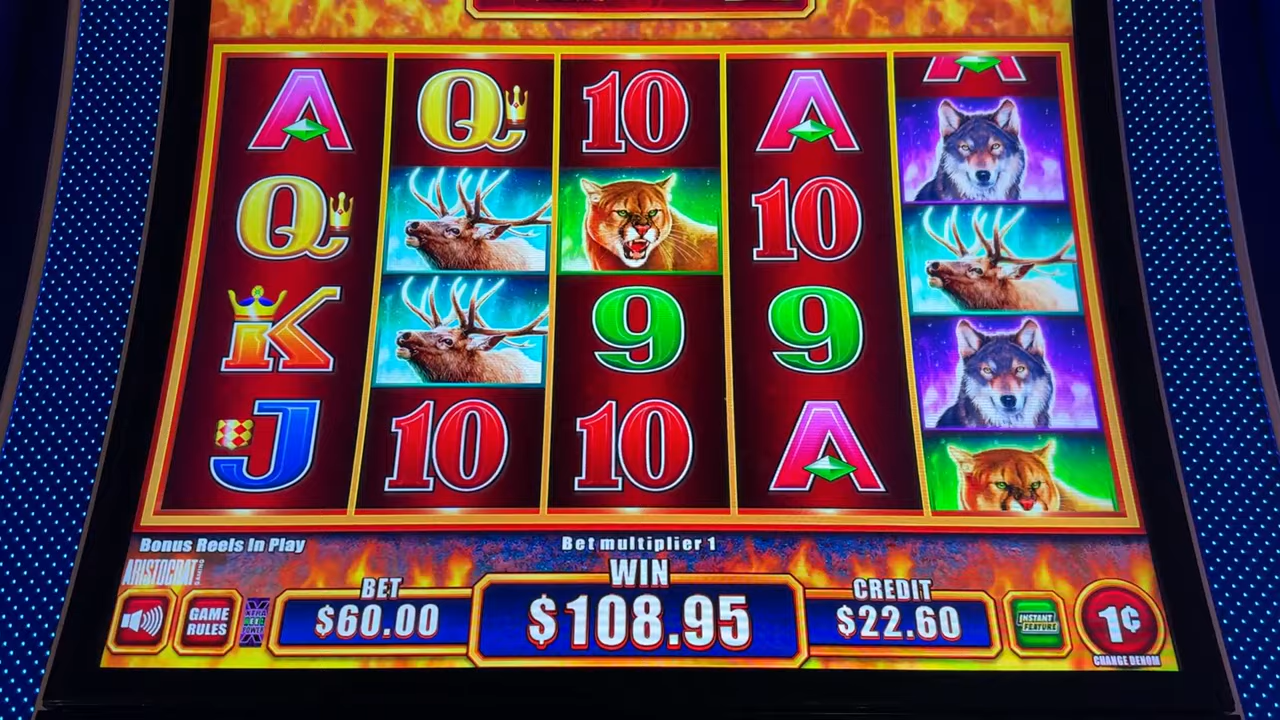 A Q 10 A A
Q 10
K 9 9
J 10 10 A
Bonus Reels In Play
Bet multiplier 1
ARISTOCRAT GAMING
BET
WIN
CREDIT
GAME RULES
$60.00
$108.95
$22.60
INSTANT FEATURE
1¢
CHANGE DENOM